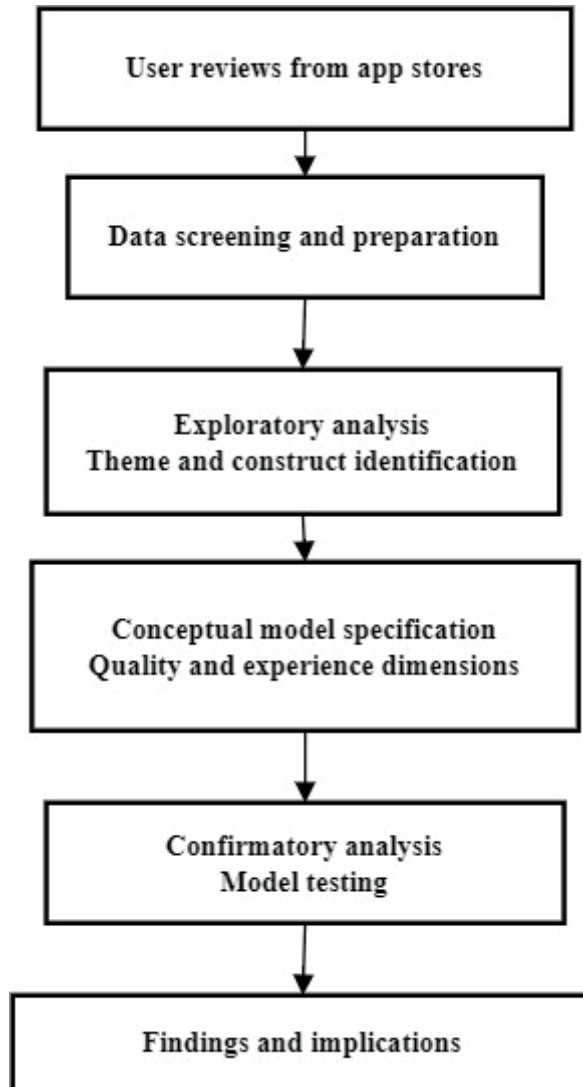 User reviews from app stores
Data screening and preparation
Exploratory analysis
Theme and construct identification
Conceptual model specification
Quality and experience dimensions
Confirmatory analysis
Model testing
Findings and implications